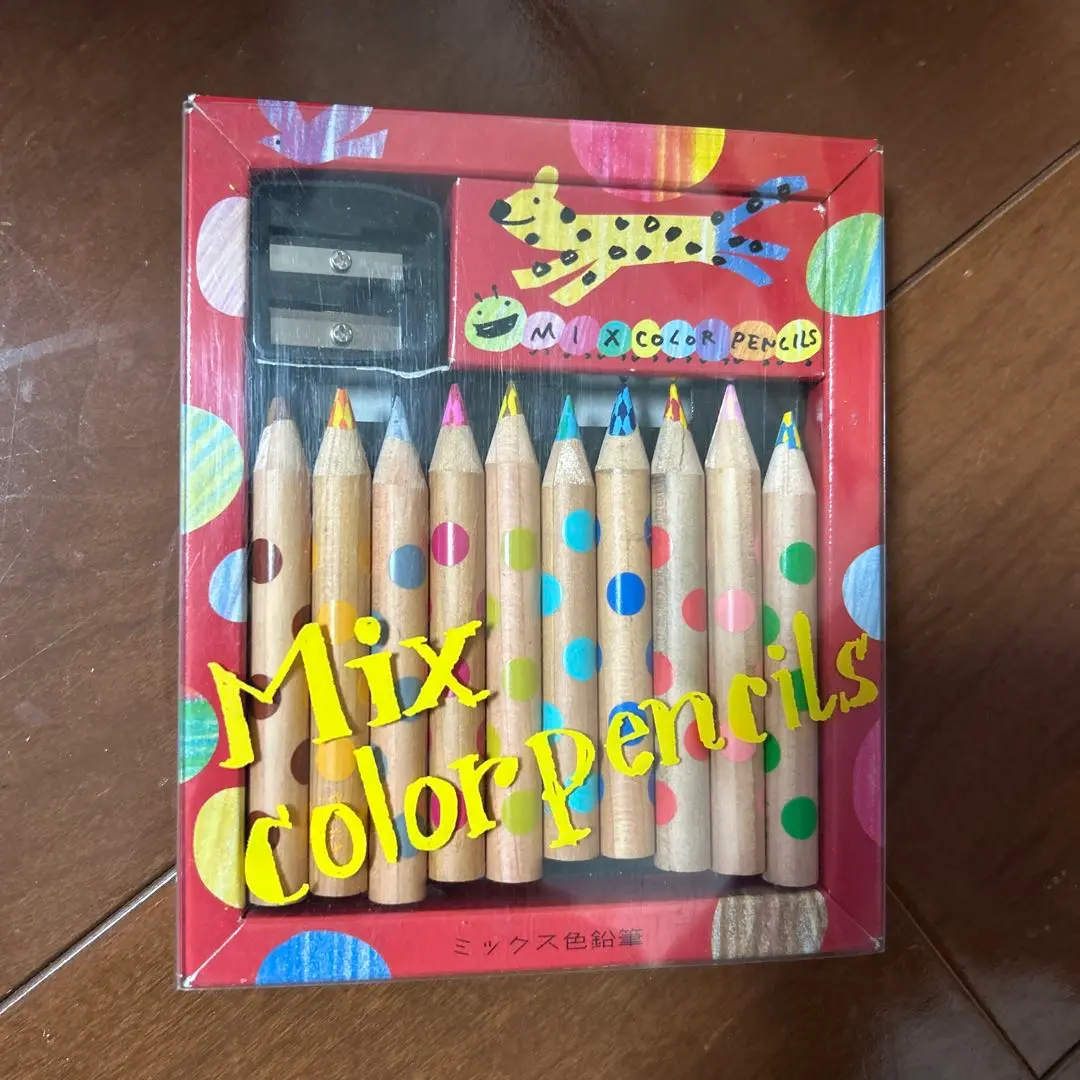 MIX COLOR PENCILS
Mix
color pencils
ミックス色鉛筆